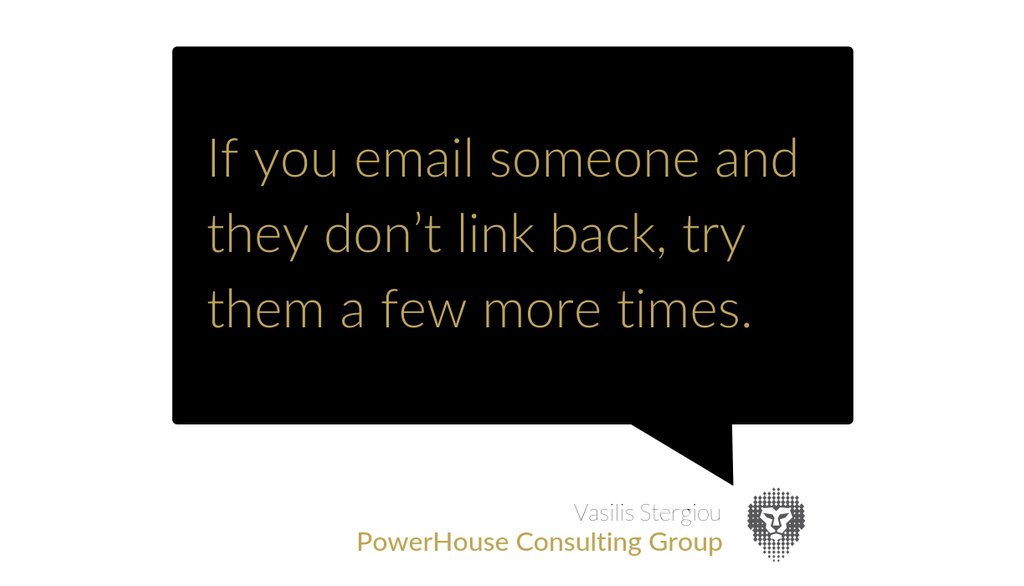 If you email someone and
they don’t link back, try
them a few more times.
Vasilis Stergiou
PowerHouse Consulting Group